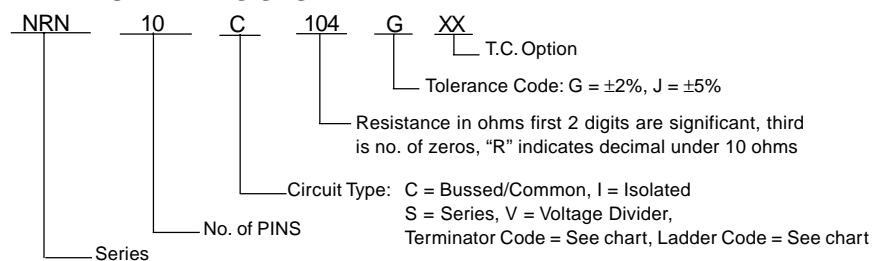 NRN 10 C 104 G XX
T.C. Option
Tolerance Code: G = ±2%, J = ±5%
Resistance in ohms first 2 digits are significant, third
is no. of zeros, “R” indicates decimal under 10 ohms
Circuit Type: C = Bussed/Common, I = Isolated
S = Series, V = Voltage Divider,
Terminator Code = See chart, Ladder Code = See chart
No. of PINS
Series